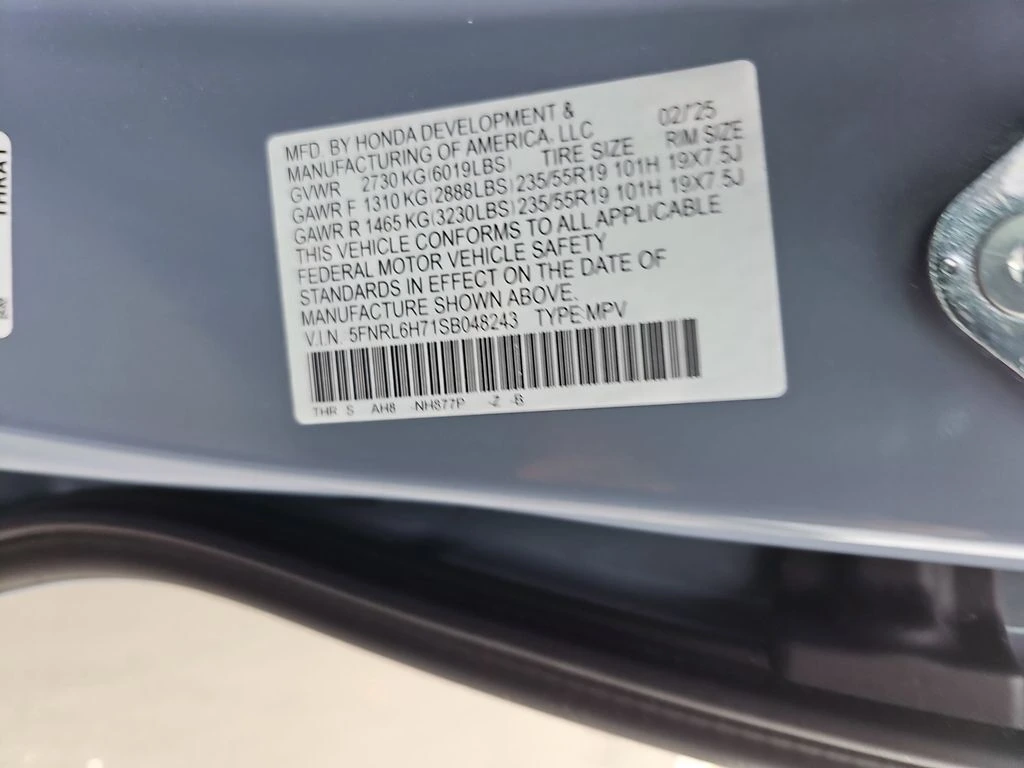 MFD. BY HONDA DEVELOPMENT & 02/'25
MANUFACTURING OF AMERICA, LLC
GVWR 2730 KG(6019LBS) TIRE SIZE RIM SIZE
GAWR F 1310 KG(2888LBS) 235/55R19 101H 19X7.5J
GAWR R 1465 KG(3230LBS) 235/55R19 101H 19X7.5J
THIS VEHICLE CONFORMS TO ALL APPLICABLE
FEDERAL MOTOR VEHICLE SAFETY
STANDARDS IN EFFECT ON THE DATE OF
MANUFACTURE SHOWN ABOVE.
V.I.N. 5FNRL6H71SB048243 TYPE:MPV
THR S AH8 -NH877P -Z -B